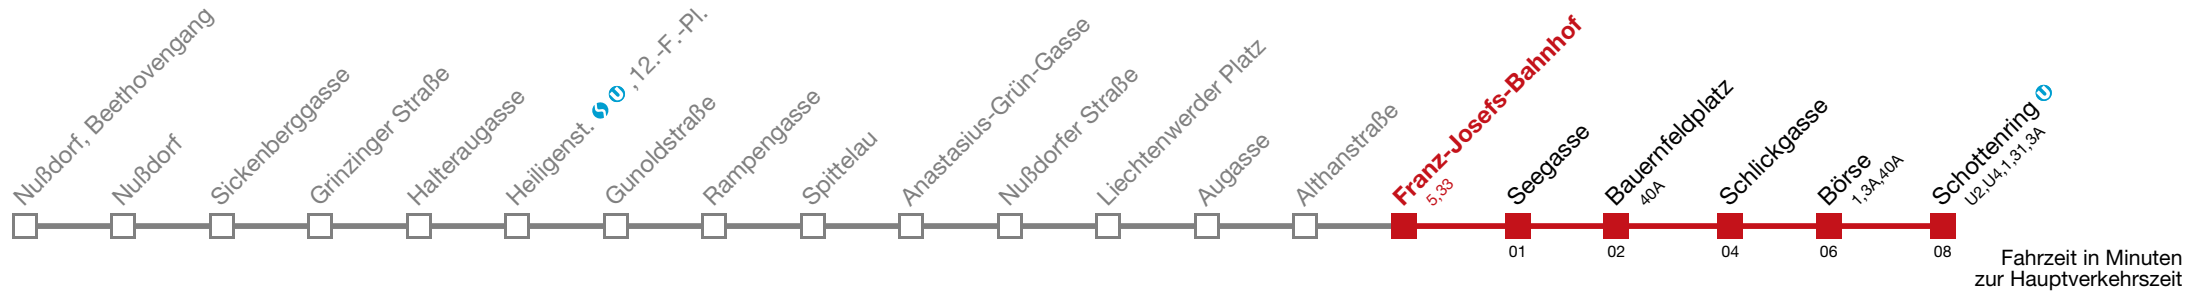 Nußdorf, Beethovengang
Nußdorf
Sickenberggasse
Grinzinger Straße
Halteraugasse
Heiligenst. S U ,12.-F.-Pl.
Gunoldstraße
Rampengasse
Spittelau
Anastasius-Grün-Gasse
Nußdorfer Straße
Liechtenwerder Platz
Augasse
Althanstraße
Franz-Josefs-Bahnhof
5,33
Seegasse
01
Bauernfeldplatz
40A
02
Schlickgasse
04
Börse
1,3A,40A
06
Schottenring U
U2,U4,1,31,3A
08
Fahrzeit in Minuten
zur Hauptverkehrszeit